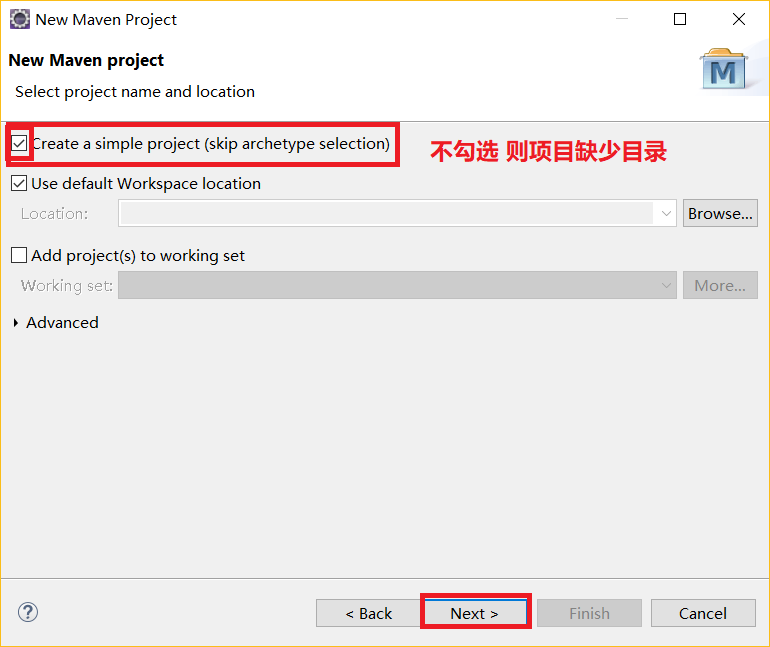 New Maven Project
New Maven project
Select project name and location
M
Create a simple project (skip archetype selection)
不勾选 则项目缺少目录
Use default Workspace location
Location:
Browse...
Add project(s) to working set
Working set:
More...
Advanced
?
< Back
Next >
Finish
Cancel